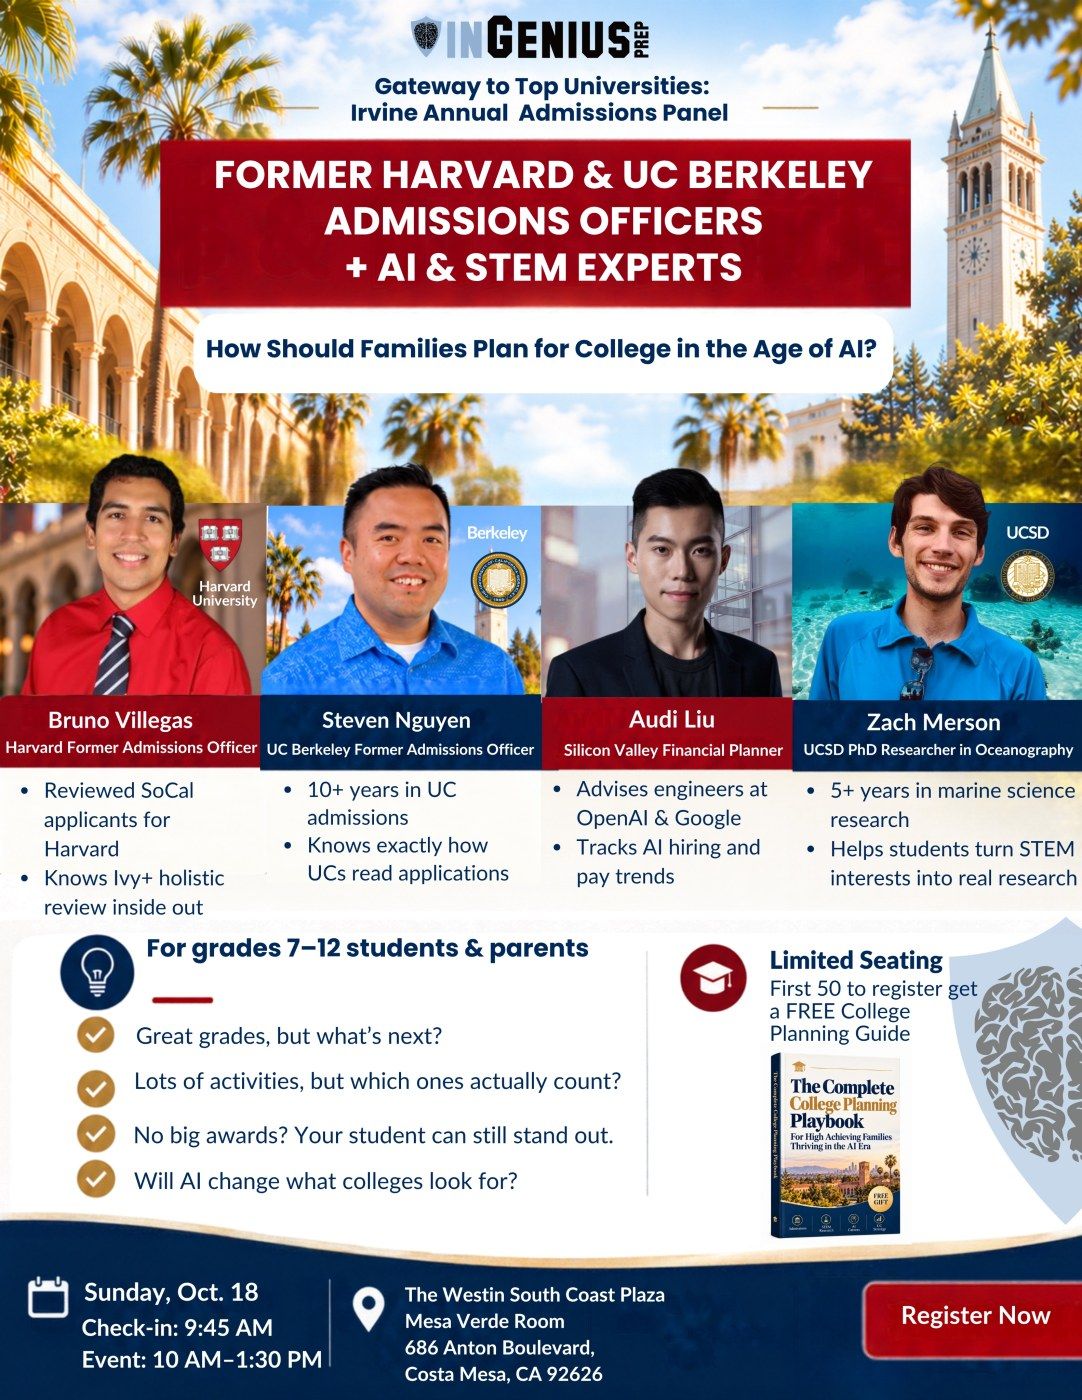 INGENIUS PREP
Gateway to Top Universities:
Irvine Annual Admissions Panel
FORMER HARVARD & UC BERKELEY
ADMISSIONS OFFICERS
+ AI & STEM EXPERTS
How Should Families Plan for College in the Age of AI?
Harvard
University
Berkeley
UCSD
Bruno Villegas
Harvard Former Admissions Officer
• Reviewed SoCal
applicants for
Harvard
• Knows Ivy+ holistic
review inside out
Steven Nguyen
UC Berkeley Former Admissions Officer
• 10+ years in UC
admissions
• Knows exactly how
UCs read applications
Audi Liu
Silicon Valley Financial Planner
• Advises engineers at
OpenAI & Google
• Tracks AI hiring and
pay trends
Zach Merson
UCSD PhD Researcher in Oceanography
• 5+ years in marine science
research
• Helps students turn STEM
interests into real research
For grades 7–12 students & parents
Great grades, but what's next?
Lots of activities, but which ones actually count?
No big awards? Your student can still stand out.
Will AI change what colleges look for?
Limited Seating
First 50 to register get
a FREE College
Planning Guide
The Complete College Planning Playbook
The Complete
College Planning
Playbook
For High Achieving Families
Thriving in the AI Era
FREE
GIFT
Sunday, Oct. 18
Check-in: 9:45 AM
Event: 10 AM–1:30 PM
The Westin South Coast Plaza
Mesa Verde Room
686 Anton Boulevard,
Costa Mesa, CA 92626
Register Now